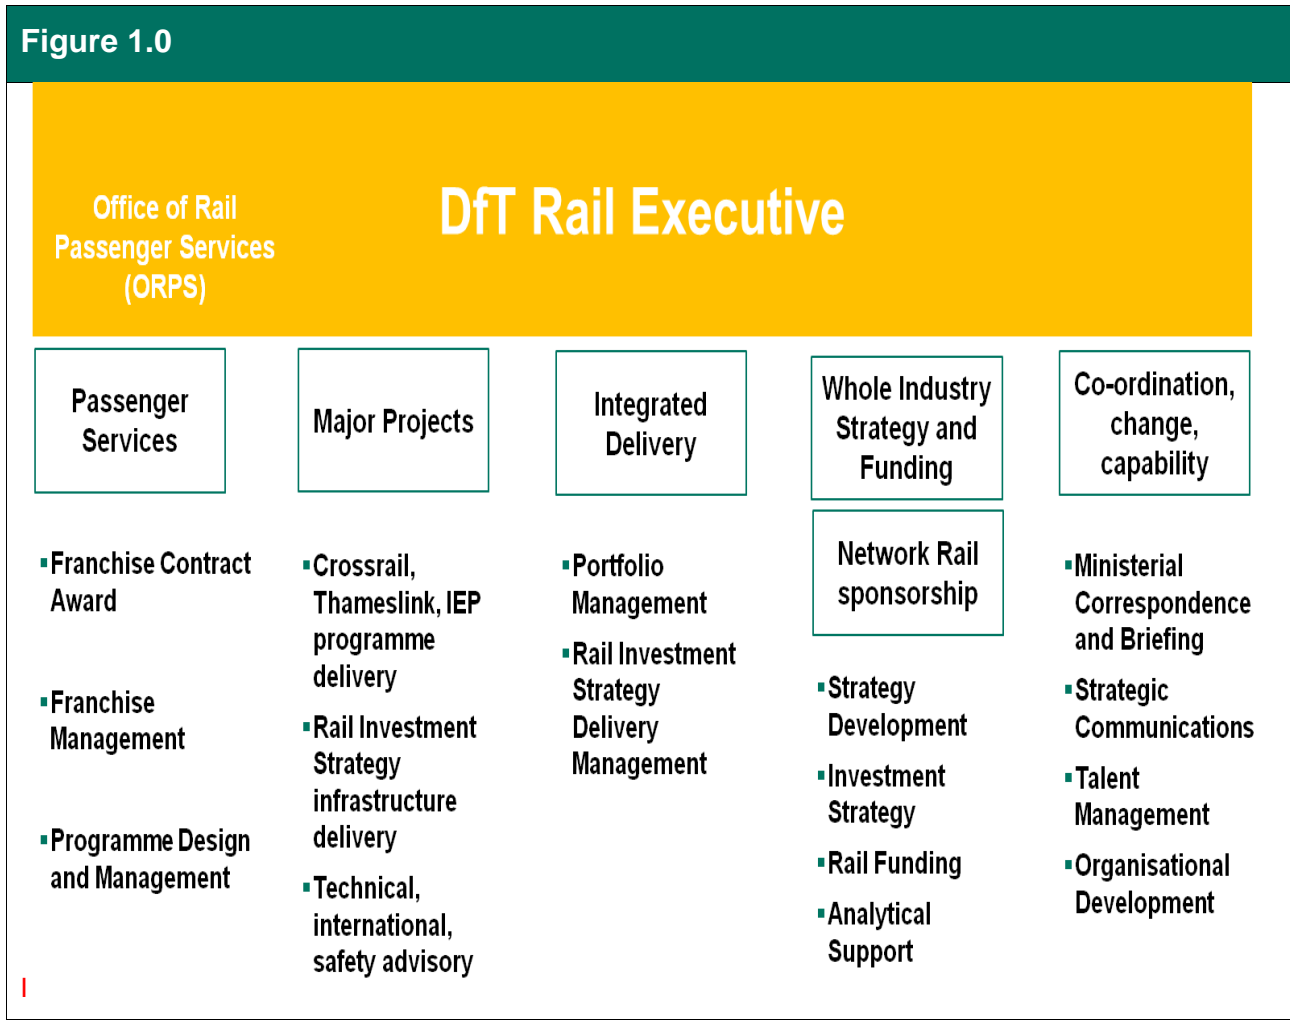 Figure 1.0
Office of Rail
Passenger Services
(ORPS)
DfT Rail Executive
Passenger
Services
Major Projects
Integrated
Delivery
Whole Industry
Strategy and
Funding
Co-ordination,
change,
capability
Network Rail
sponsorship
▪Franchise Contract
Award
▪Franchise
Management
▪Programme Design
and Management
▪Crossrail,
Thameslink, IEP
programme
delivery
▪Rail Investment
Strategy
infrastructure
delivery
▪Technical,
international,
safety advisory
▪Portfolio
Management
▪Rail Investment
Strategy
Delivery
Management
▪Strategy
Development
▪Investment
Strategy
▪Rail Funding
▪Analytical
Support
▪Ministerial
Correspondence
and Briefing
▪Strategic
Communications
▪Talent
Management
▪Organisational
Development